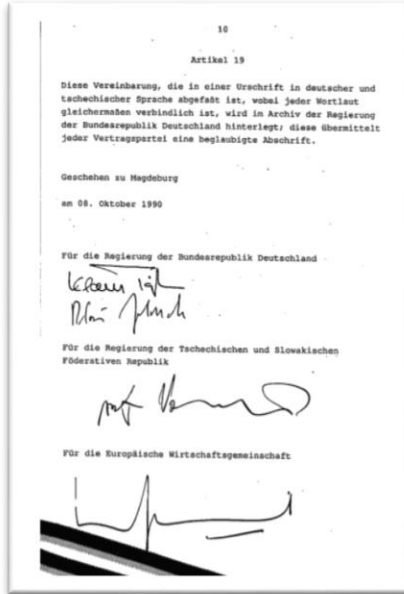 10
Artikel 19
Diese Vereinbarung, die in einer Urschrift in deutscher und
tschechischer Sprache abgefaßt ist, wobei jeder Wortlaut
gleichermaßen verbindlich ist, wird in Archiv der Regierung
der Bundesrepublik Deutschland hinterlegt; diese übermittelt
jeder Vertragspartei eine beglaubigte Abschrift.
Geschehen zu Magdeburg
am 08. Oktober 1990
Für die Regierung der Bundesrepublik Deutschland
Für die Regierung der Tschechischen und Slowakischen
Föderativen Republik
Für die Europäische Wirtschaftsgemeinschaft